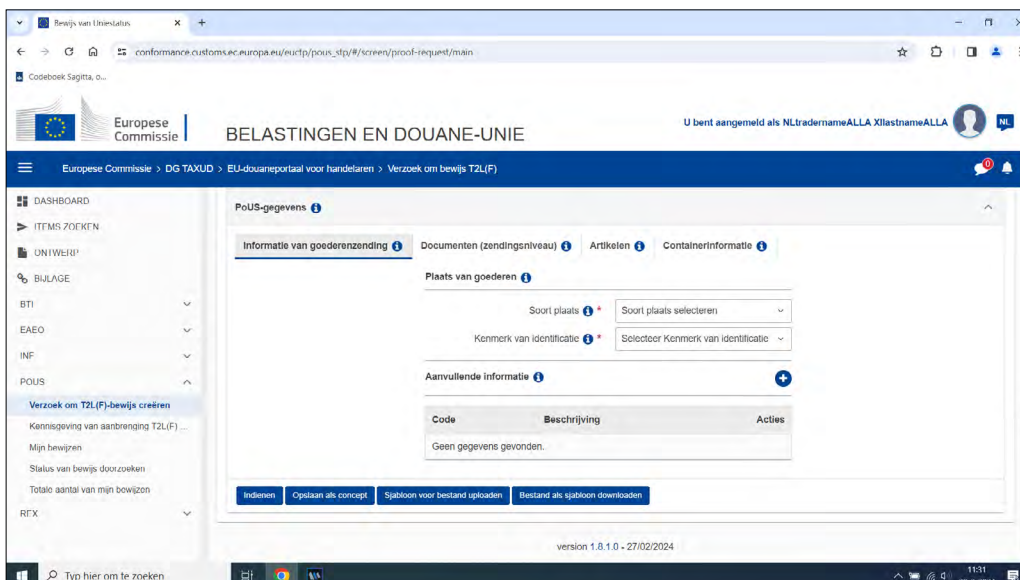 Bewijs van Uniestatus
conformance.customs.ec.europa.eu/euctp/pous_stp/#/screen/proof-request/main
Codeboek Sagitta, o...
Europese
Commissie
BELASTINGEN EN DOUANE-UNIE
U bent aangemeld als NLtradernameALLA XIlastnameALLA
NL
Europese Commissie > DG TAXUD > EU-douaneportaal voor handelaren > Verzoek om bewijs T2L(F)
0
DASHBOARD
ITEMS ZOEKEN
ONTWERP
BIJLAGE
BTI
EAEO
INF
POUS
Verzoek om T2L(F)-bewijs creëren
Kennisgeving van aanbrenging T2L(F) ...
Mijn bewijzen
Status van bewijs doorzoeken
Totale aantal van mijn bewijzen
REX
PoUS-gegevens
Informatie van goederenzending Documenten (zendingsniveau) Artikelen Containerinformatie
Plaats van goederen
Soort plaats * Soort plaats selecteren
Kenmerk van identificatie * Selecteer Kenmerk van identificatie
Aanvullende informatie
Code Beschrijving Acties
Geen gegevens gevonden.
Indienen Opslaan als concept Sjabloon voor bestand uploaden Bestand als sjabloon downloaden
version 1.8.1.0 - 27/02/2024
Typ hier om te zoeken
11:31